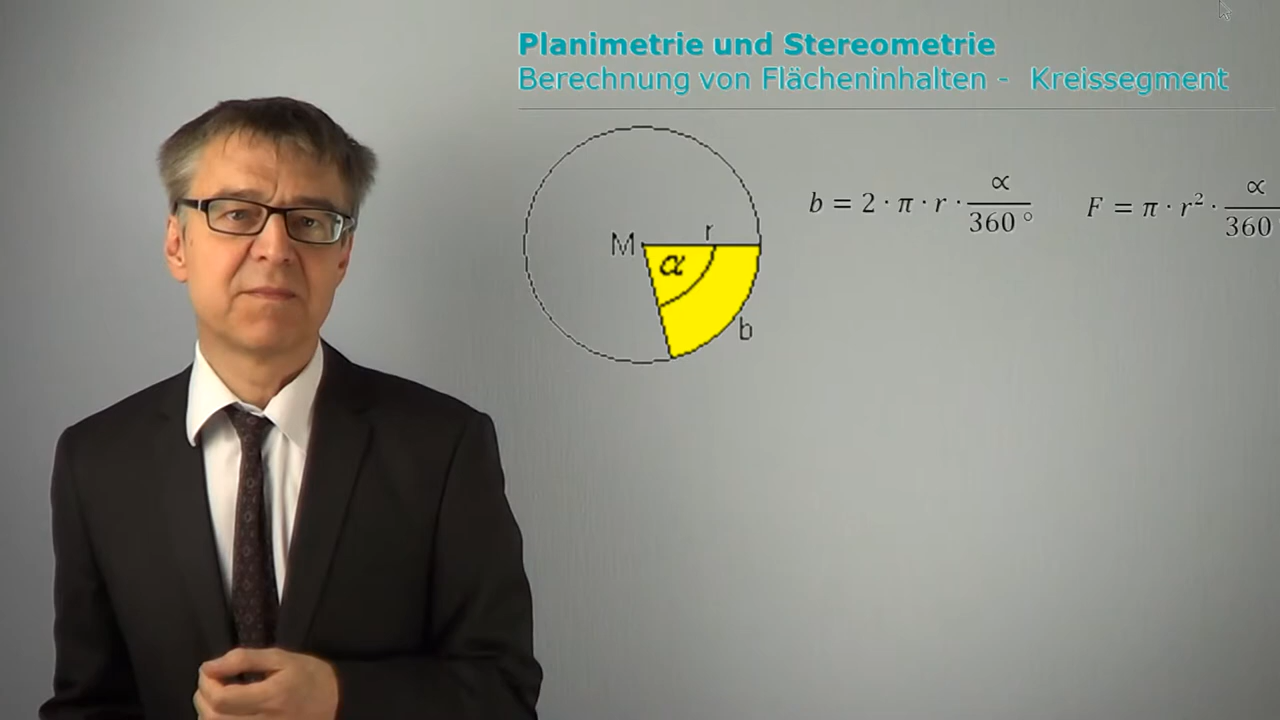 Planimetrie und Stereometrie
Berechnung von Flächeninhalten - Kreissegment
b = 2 · π · r · ∝/360°
F = π · r² · ∝/360
M
r
α
b